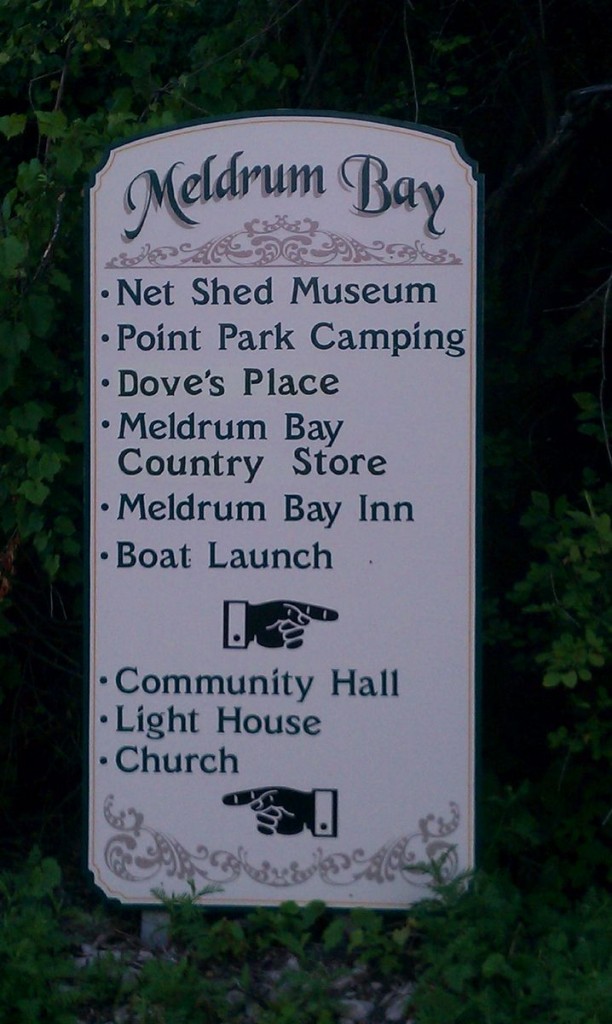 Meldrum Bay
• Net Shed Museum
• Point Park Camping
• Dove's Place
• Meldrum Bay
Country Store
• Meldrum Bay Inn
• Boat Launch
• Community Hall
• Light House
• Church